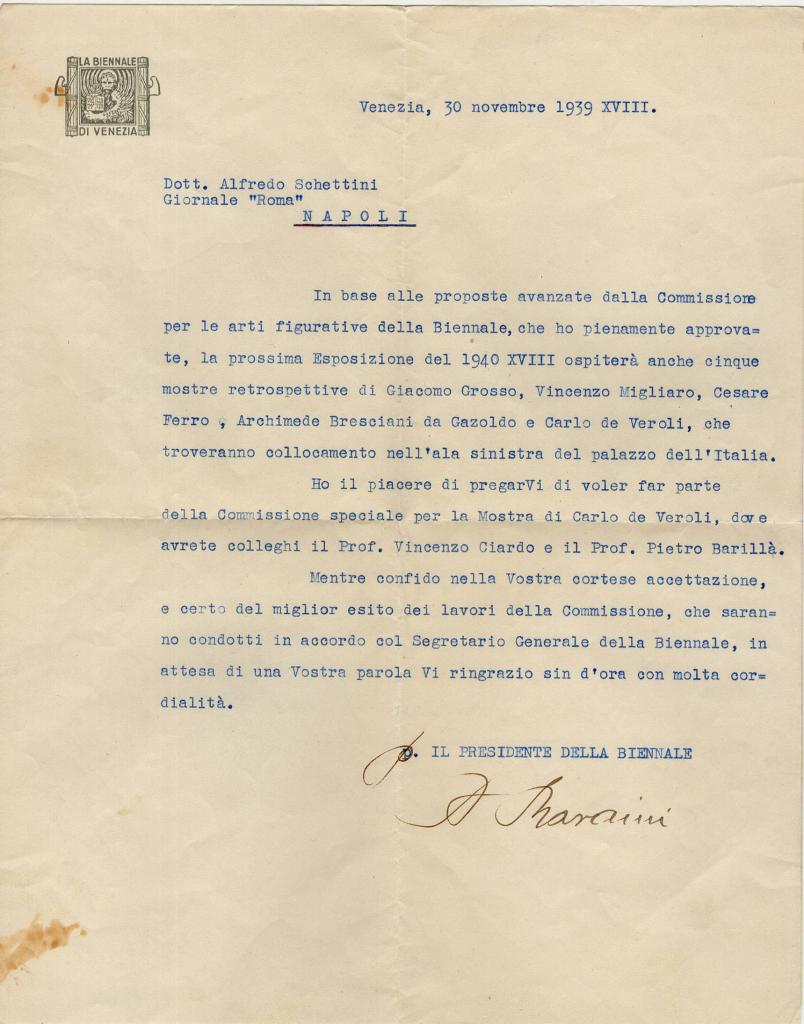 LA BIENNALE
DI VENEZIA
Venezia, 30 novembre 1939 XVIII.
Dott. Alfredo Schettini
Giornale "Roma"
N A P O L I
In base alle proposte avanzate dalla Commissione
per le arti figurative della Biennale, che ho pienamente approva=
te, la prossima Esposizione del 1940 XVIII ospiterà anche cinque
mostre retrospettive di Giacomo Grosso, Vincenzo Migliaro, Cesare
Ferro , Archimede Bresciani da Gazoldo e Carlo de Veroli, che
troveranno collocamento nell'ala sinistra del palazzo dell'Italia.
Ho il piacere di pregarVi di voler far parte
della Commissione speciale per la Mostra di Carlo de Veroli, dove
avrete colleghi il Prof. Vincenzo Ciardo e il Prof. Pietro Barillà.
Mentre confido nella Vostra cortese accettazione,
e certo del miglior esito dei lavori della Commissione, che saran=
no condotti in accordo col Segretario Generale della Biennale, in
attesa di una Vostra parola Vi ringrazio sin d'ora con molta cor=
dialità.
p. IL PRESIDENTE DELLA BIENNALE
A Maraini